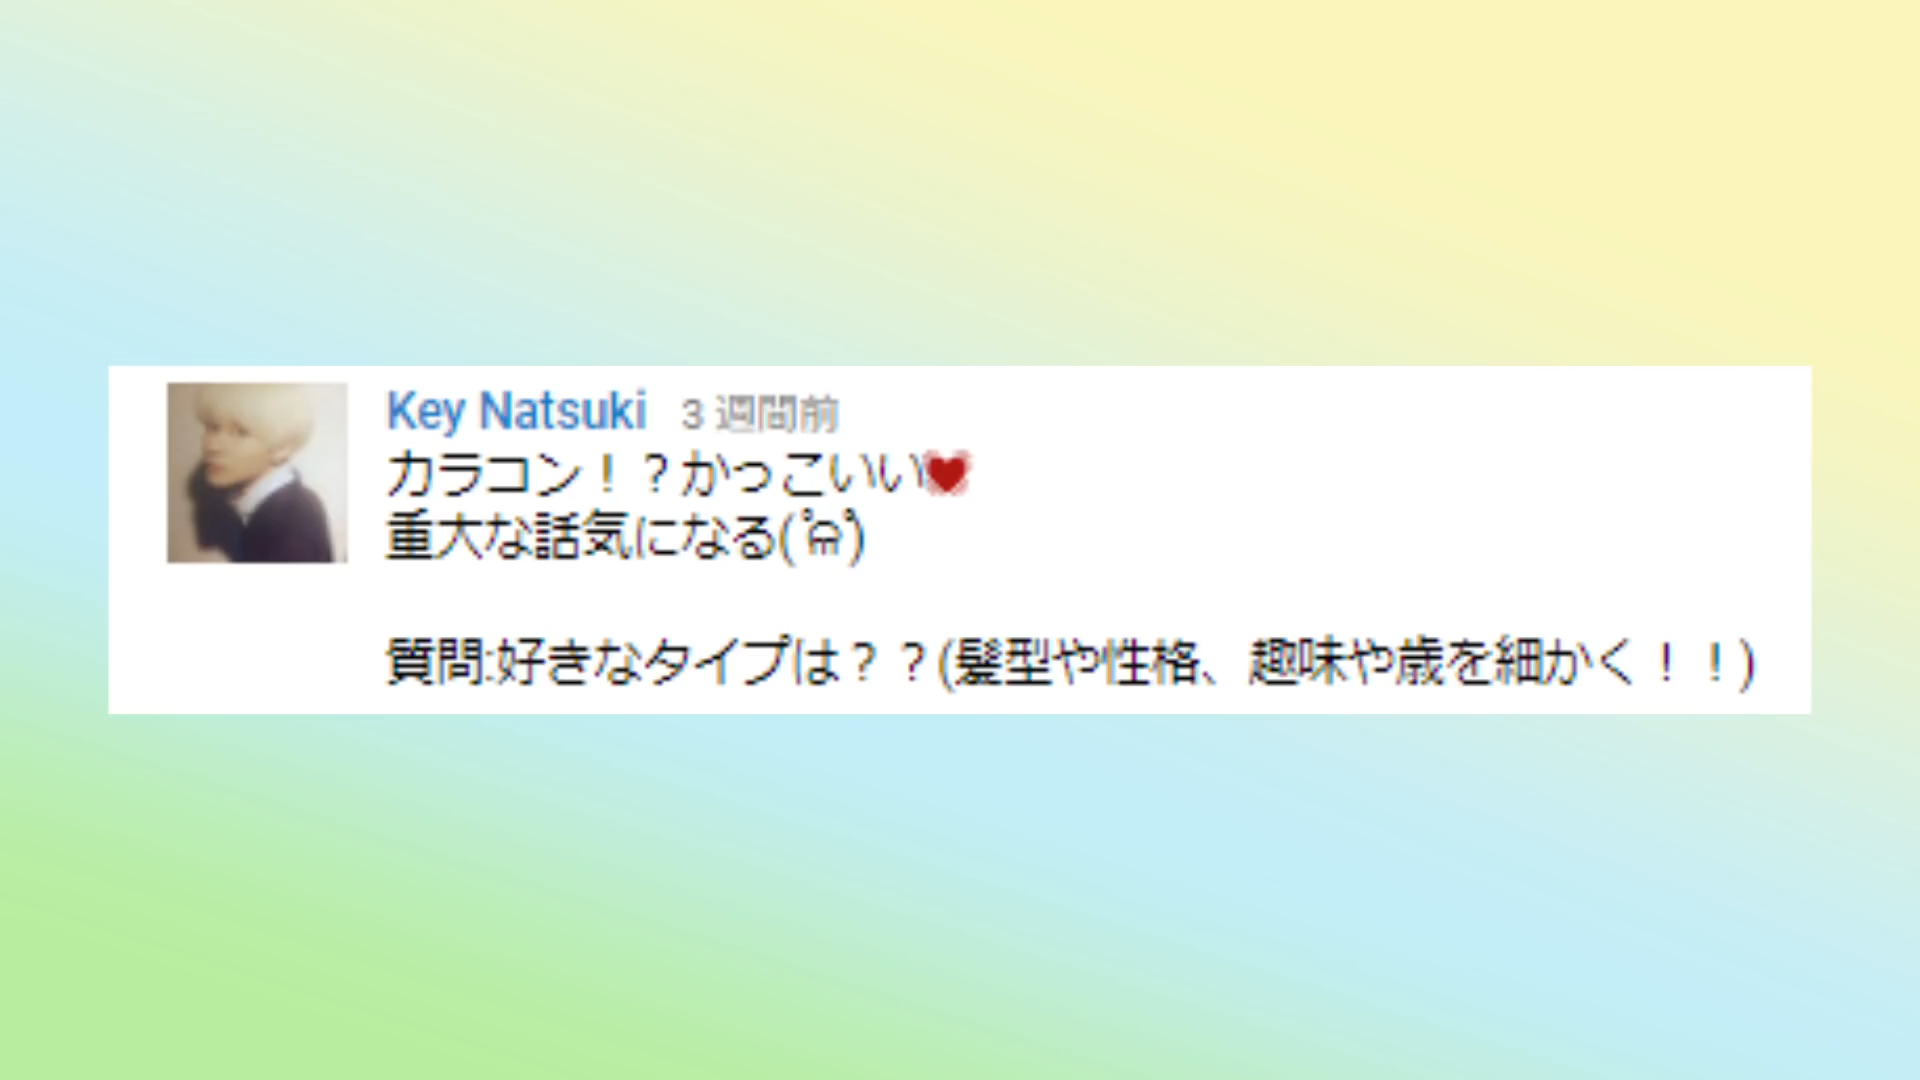 Key Natsuki 3 週間前
カラコン！？かっこいい❤
重大な話気になる( ྀ°ጠ°ྀ)
質問:好きなタイプは？？(髪型や性格、趣味や歳を細かく！！)